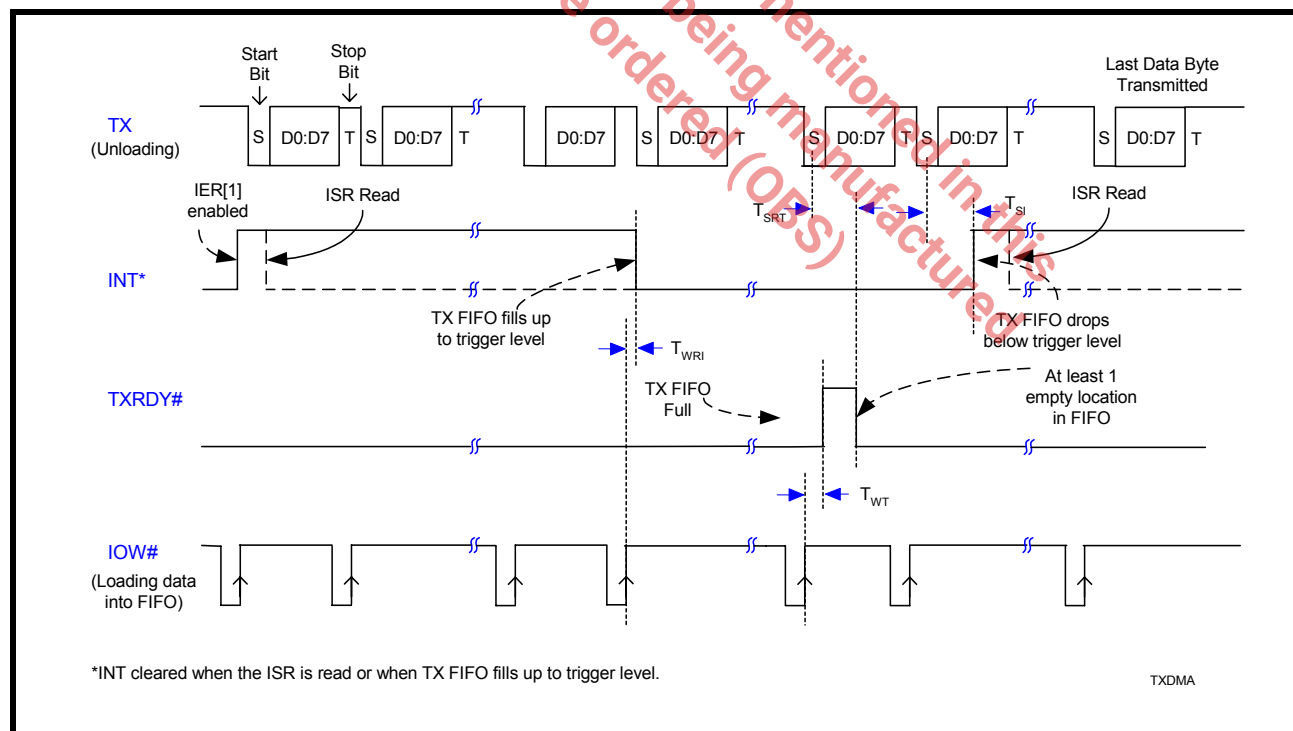 mentioned in this
being manufactured
e ordered (OBS)
Start
Bit
Stop
Bit
Last Data Byte
Transmitted
TX
(Unloading)
S D0:D7 T S D0:D7 T D0:D7 S D0:D7 T S D0:D7 T S D0:D7 T S D0:D7 T
IER[1]
enabled
ISR Read
TSRT
TSI
ISR Read
INT*
TX FIFO fills up
to trigger level
TWRI
TX FIFO drops
below trigger level
TXRDY#
TX FIFO
Full
At least 1
empty location
in FIFO
TWT
IOW#
(Loading data
into FIFO)
*INT cleared when the ISR is read or when TX FIFO fills up to trigger level.
TXDMA